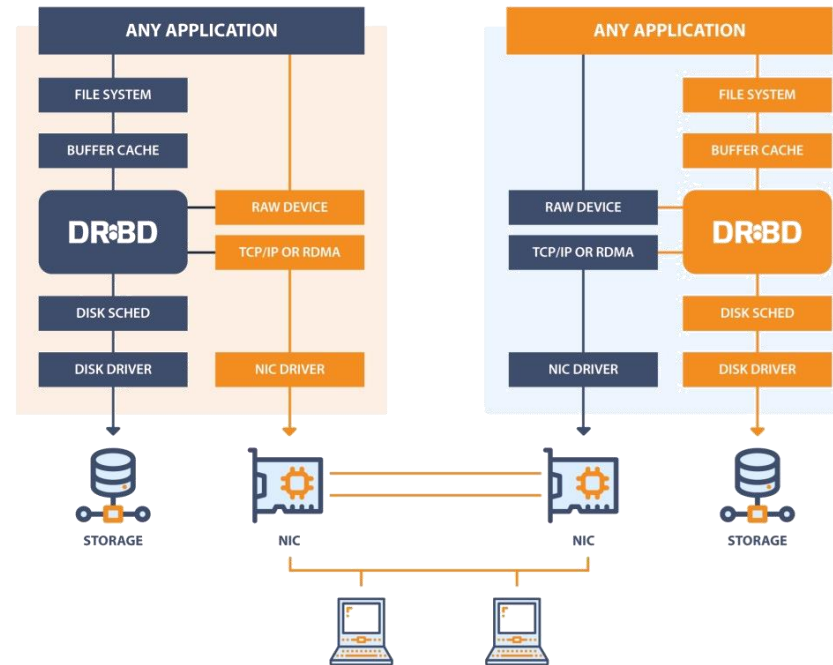 ANY APPLICATION
FILE SYSTEM
BUFFER CACHE
DRBD
RAW DEVICE
TCP/IP OR RDMA
DISK SCHED
DISK DRIVER
NIC DRIVER
STORAGE
NIC
ANY APPLICATION
FILE SYSTEM
BUFFER CACHE
RAW DEVICE
DRBD
TCP/IP OR RDMA
DISK SCHED
NIC DRIVER
DISK DRIVER
NIC
STORAGE